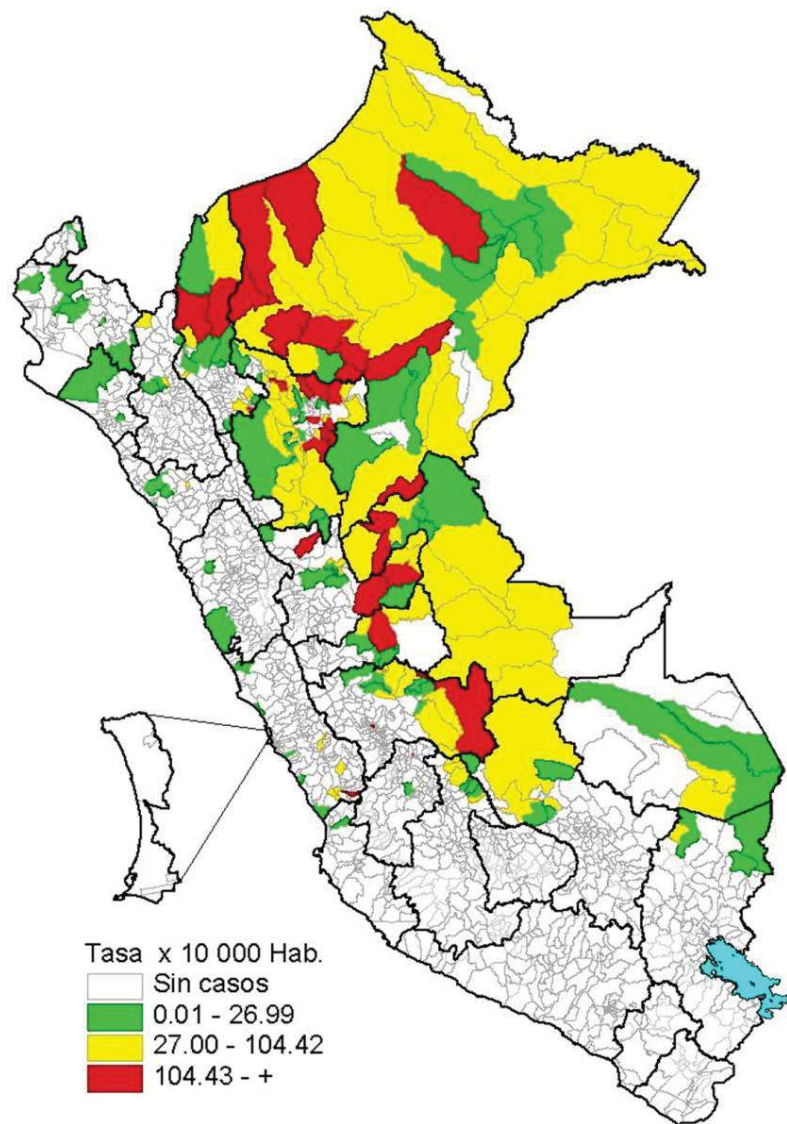 Tasa x 10 000 Hab.
Sin casos
0.01 - 26.99
27.00 - 104.42
104.43 - +